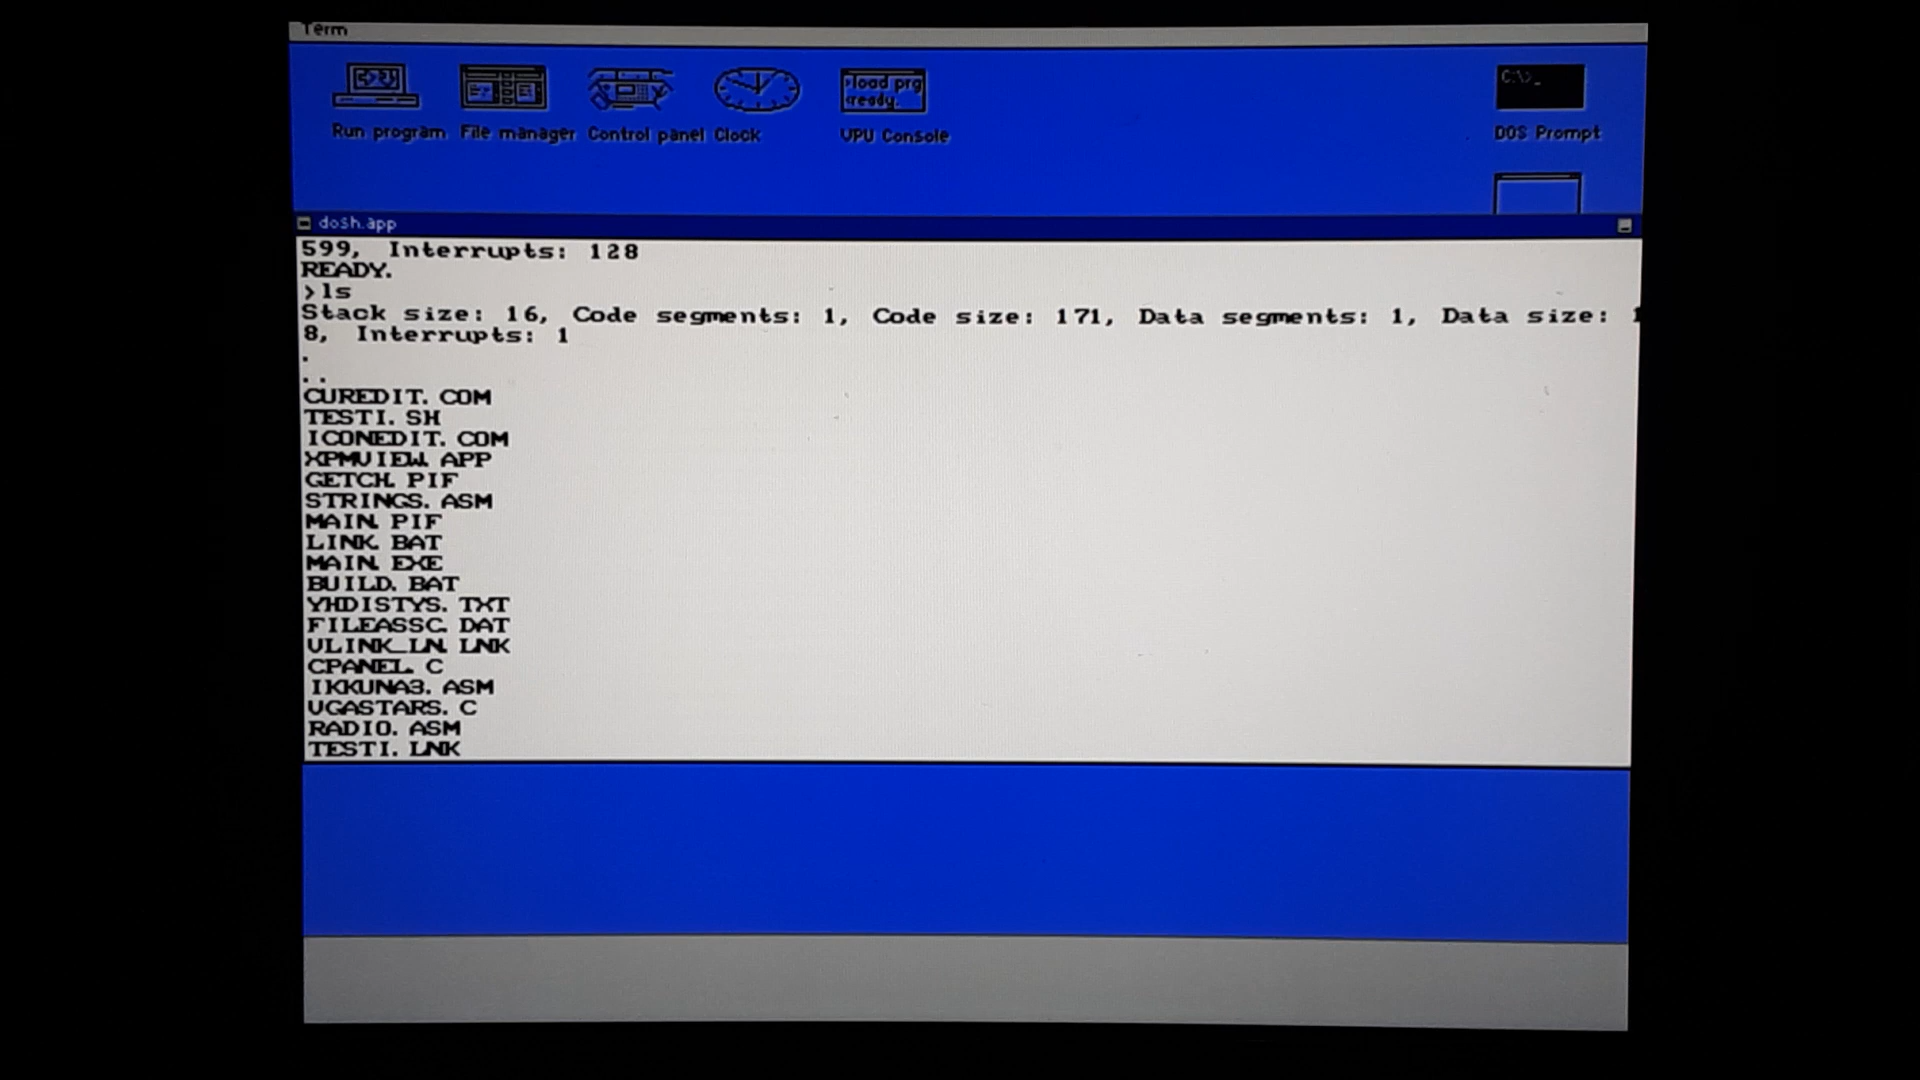 Term
>load prg
<ready.
C:\>_
Run program File manager Control panel Clock VPU Console DOS Prompt
dosh.app
599, Interrupts: 128
READY.
>ls
Stack size: 16, Code segments: 1, Code size: 171, Data segments: 1, Data size: 1
8, Interrupts: 1
.
..
CUREDIT. COM
TESTI. SH
ICONEDIT. COM
XPMVIEW. APP
GETCH. PIF
STRINGS. ASM
MAIN. PIF
LINK. BAT
MAIN. EXE
BUILD. BAT
YHDISTYS. TXT
FILEASSC. DAT
VLINK_LN. LNK
CPANEL. C
IKKUNA3. ASM
VGASTARS. C
RADIO. ASM
TESTI. LNK